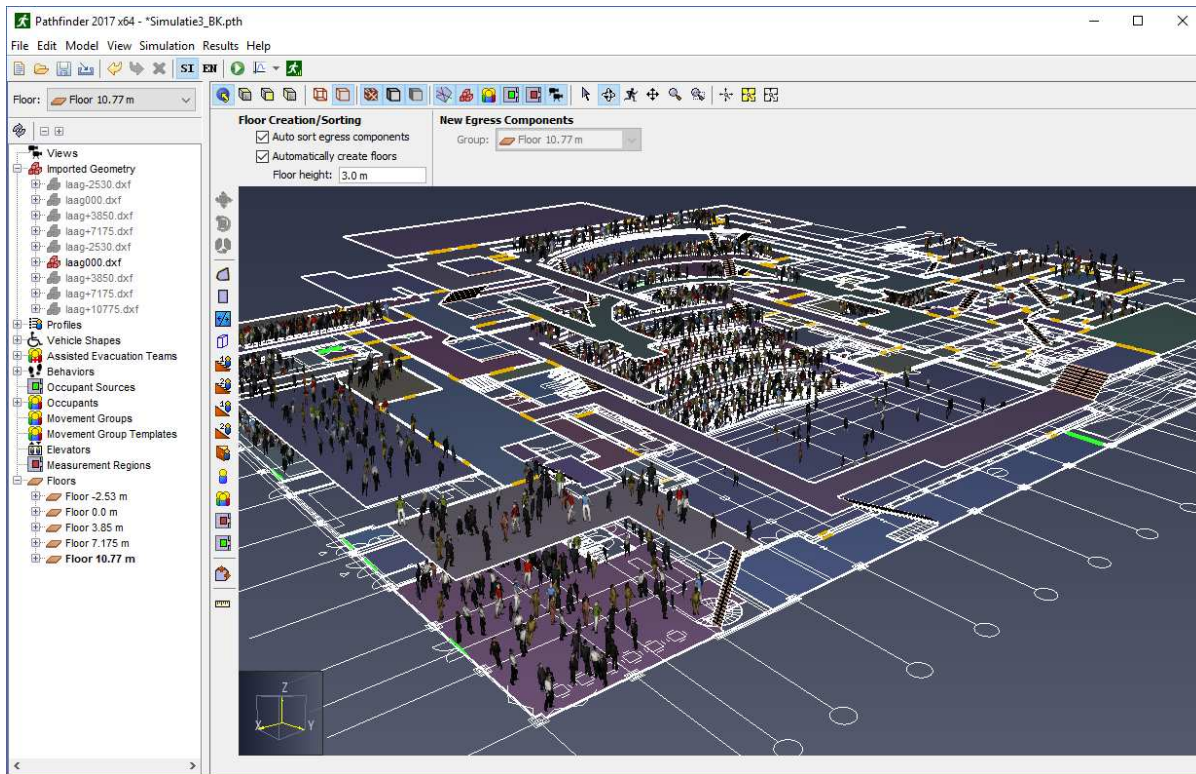 Pathfinder 2017 x64 - *Simulatie3_BK.pth
File Edit Model View Simulation Results Help
SI EN
Floor: Floor 10.77 m
Floor Creation/Sorting
Auto sort egress components
Automatically create floors
Floor height: 3.0 m
New Egress Components
Group: Floor 10.77 m
Views
Imported Geometry
laag-2530.dxf
laag000.dxf
laag+3850.dxf
laag+7175.dxf
laag-2530.dxf
laag000.dxf
laag+3850.dxf
laag+7175.dxf
laag+10775.dxf
Profiles
Vehicle Shapes
Assisted Evacuation Teams
Behaviors
Occupant Sources
Occupants
Movement Groups
Movement Group Templates
Elevators
Measurement Regions
Floors
Floor -2.53 m
Floor 0.0 m
Floor 3.85 m
Floor 7.175 m
Floor 10.77 m
Z
X Y